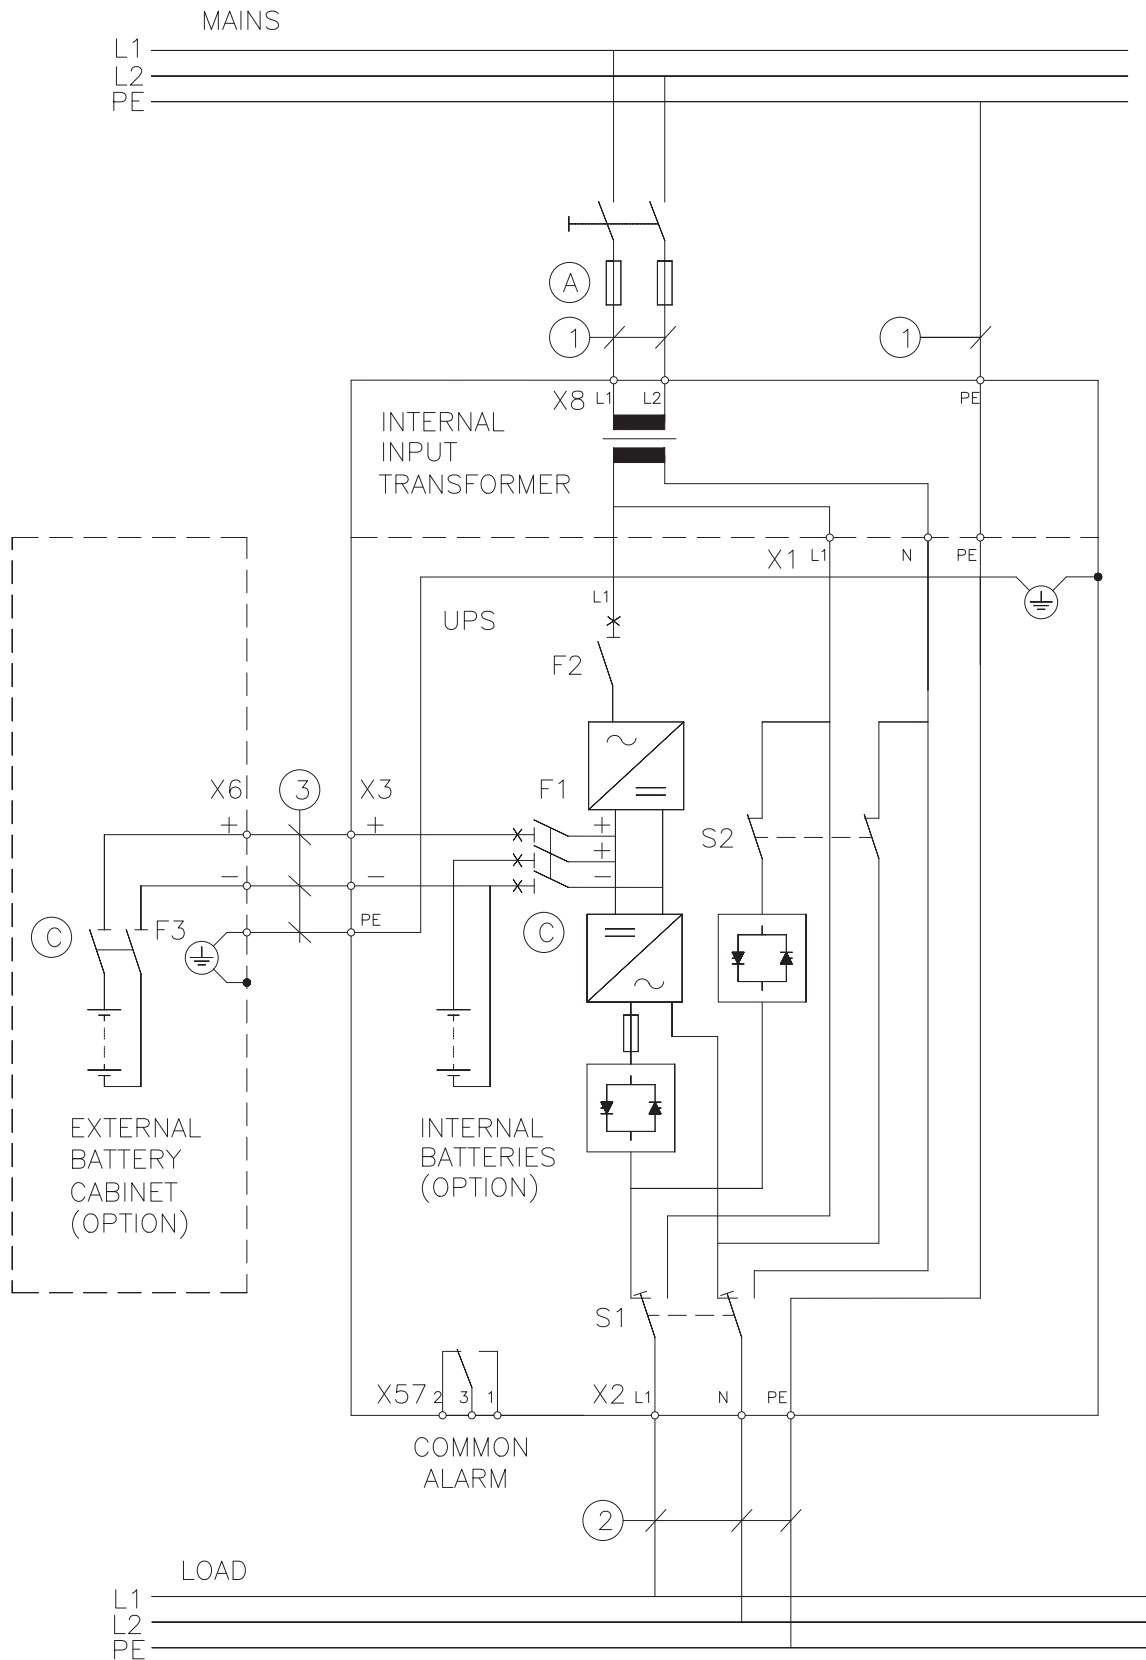 MAINS
L1
L2
PE
A
1
1
X8 L1 L2 PE
INTERNAL
INPUT
TRANSFORMER
X1 L1 N PE
L1
UPS
F2
X6 3 X3 F1
+ + +
+
− − −
S2
PE
C F3 C
EXTERNAL
BATTERY
CABINET
(OPTION)
INTERNAL
BATTERIES
(OPTION)
S1
X57 2 3 1 X2 L1 N PE
COMMON
ALARM
2
LOAD
L1
L2
PE